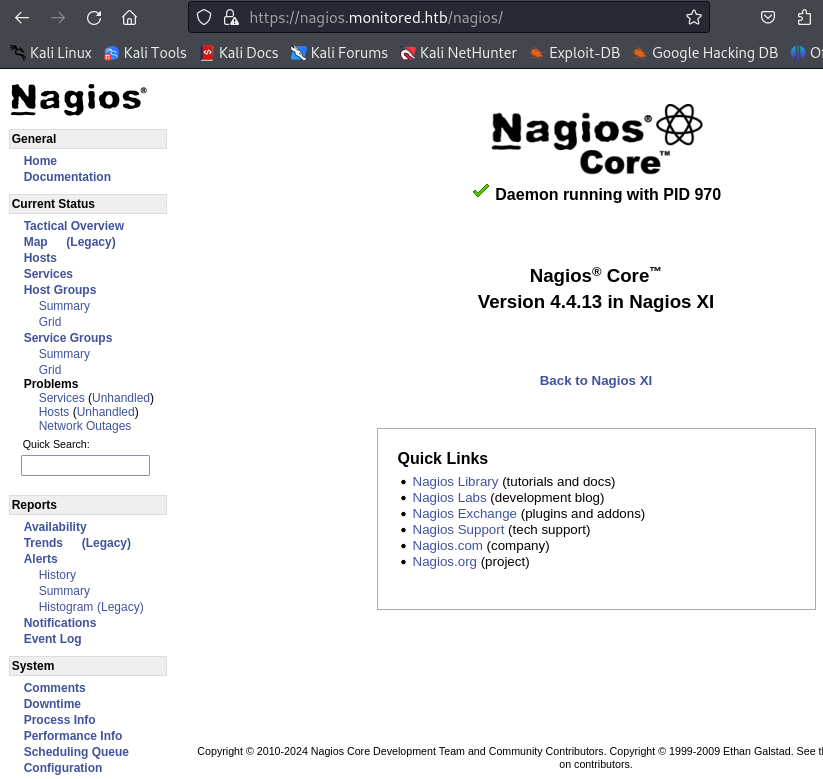 https://nagios.monitored.htb/nagios/
Kali Linux Kali Tools Kali Docs Kali Forums Kali NetHunter Exploit-DB Google Hacking DB
Nagios®
General
Home
Documentation
Current Status
Tactical Overview
Map (Legacy)
Hosts
Services
Host Groups
Summary
Grid
Service Groups
Summary
Grid
Problems
Services (Unhandled)
Hosts (Unhandled)
Network Outages
Quick Search:
Reports
Availability
Trends (Legacy)
Alerts
History
Summary
Histogram (Legacy)
Notifications
Event Log
System
Comments
Downtime
Process Info
Performance Info
Scheduling Queue
Configuration
Nagios®
Core™
Daemon running with PID 970
Nagios® Core™
Version 4.4.13 in Nagios XI
Back to Nagios XI
Quick Links
• Nagios Library (tutorials and docs)
• Nagios Labs (development blog)
• Nagios Exchange (plugins and addons)
• Nagios Support (tech support)
• Nagios.com (company)
• Nagios.org (project)
Copyright © 2010-2024 Nagios Core Development Team and Community Contributors. Copyright © 1999-2009 Ethan Galstad. See
on contributors.